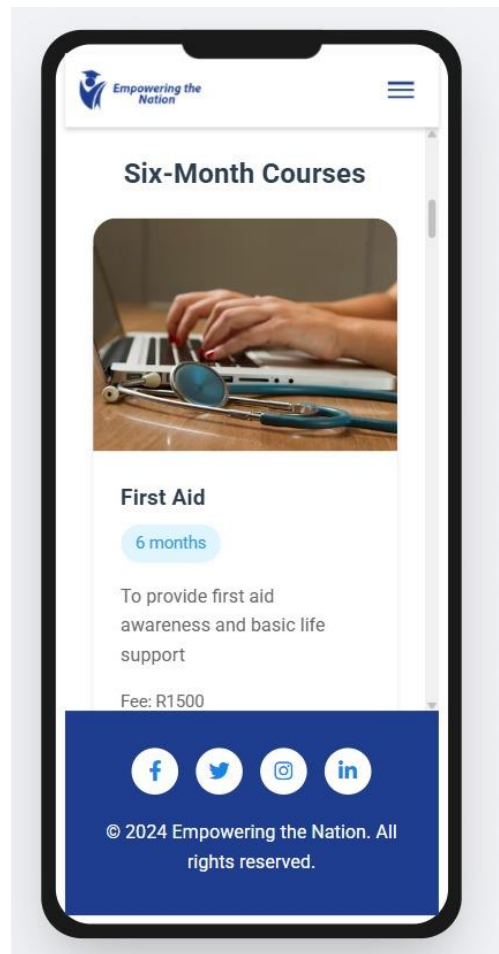 Empowering the
Nation
Six-Month Courses
First Aid
6 months
To provide first aid
awareness and basic life
support
Fee: R1500
© 2024 Empowering the Nation. All
rights reserved.